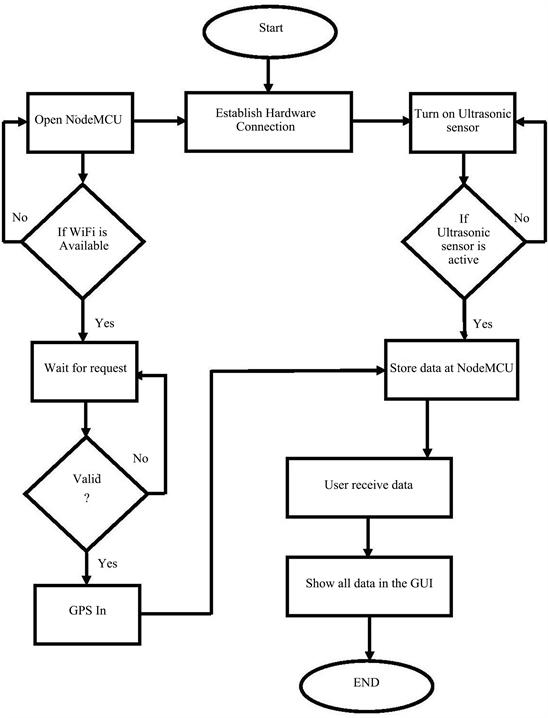 Start
Open NodeMCU
Establish Hardware
Connection
Turn on Ultrasonic
sensor
No
If WiFi is
Available
If
Ultrasonic
sensor is
active
No
Yes
Yes
Wait for request
Store data at NodeMCU
Valid
?
No
User receive data
Yes
GPS In
Show all data in the GUI
END